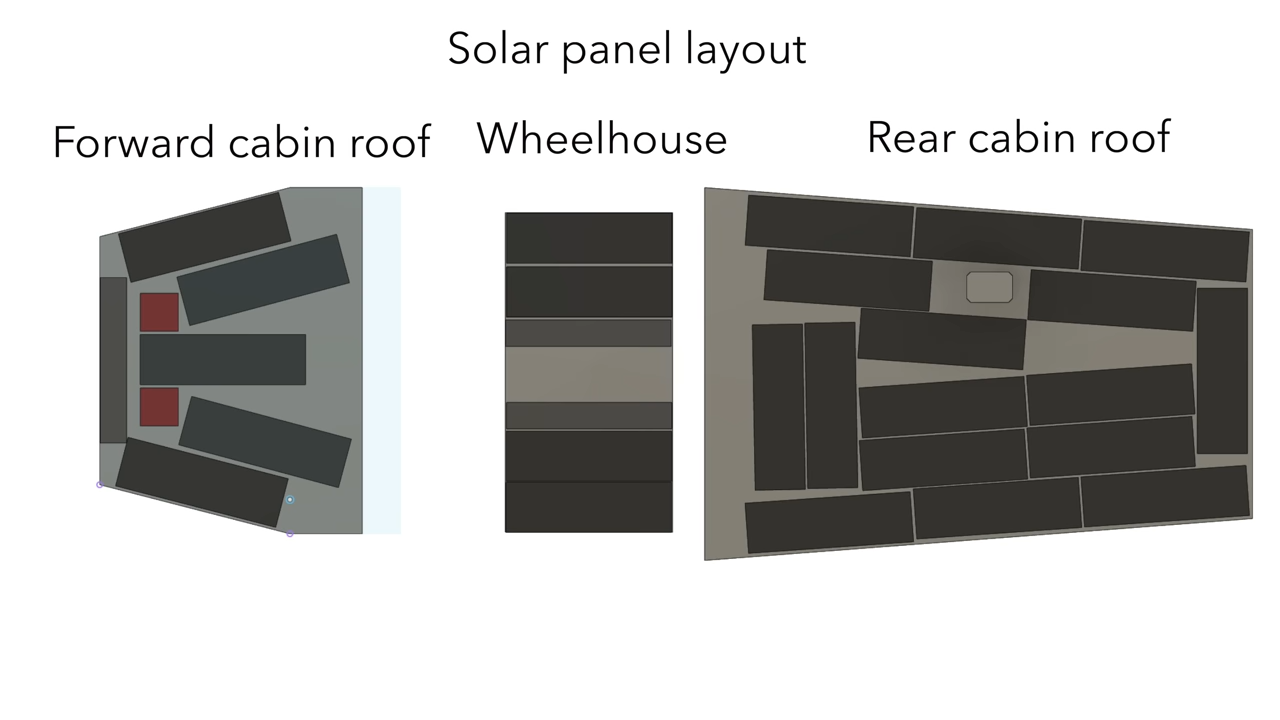 Solar panel layout
Forward cabin roof
Wheelhouse
Rear cabin roof